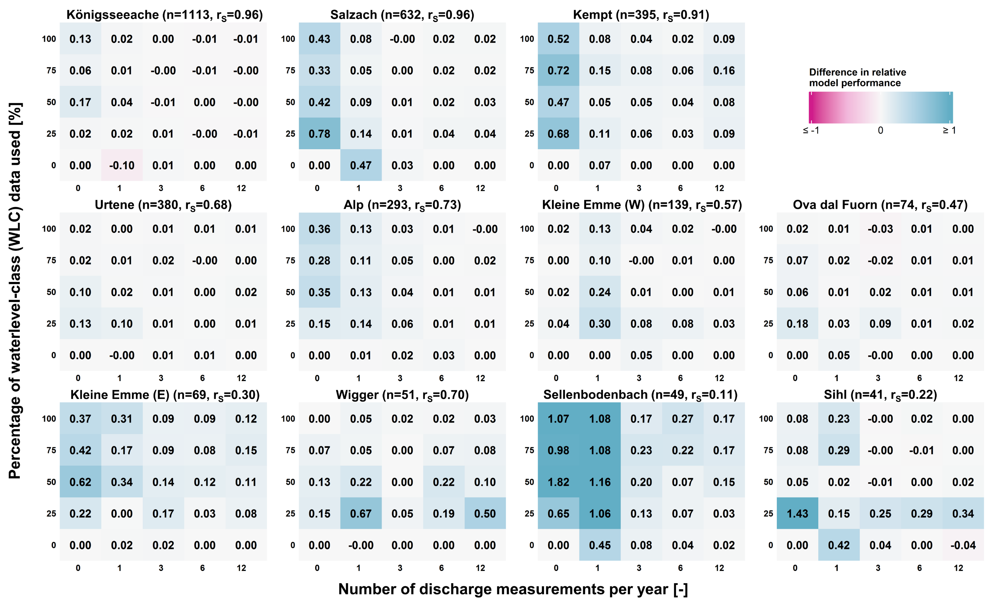 Königsseeache (n=1113, rS=0.96) Salzach (n=632, rS=0.96) Kempt (n=395, rS=0.91)
100 0.13 0.02 0.00 -0.01 -0.01 100 0.43 0.08 -0.00 0.02 0.02 100 0.52 0.08 0.04 0.02 0.09
75 0.06 0.01 -0.00 -0.01 -0.00 75 0.33 0.05 0.00 0.02 0.02 75 0.72 0.15 0.08 0.06 0.16
50 0.17 0.04 -0.01 0.00 -0.00 50 0.42 0.09 0.01 0.02 0.03 50 0.47 0.05 0.05 0.04 0.08
25 0.02 0.02 0.01 -0.00 -0.01 25 0.78 0.14 0.01 0.04 0.04 25 0.68 0.11 0.06 0.03 0.09
0 0.00 -0.10 0.01 0.00 0.00 0 0.00 0.47 0.03 0.00 0.00 0 0.00 0.07 0.00 0.00 0.00
0 1 3 6 12 0 1 3 6 12 0 1 3 6 12
Difference in relative
model performance
≤ -1 0 ≥ 1
Urtene (n=380, rS=0.68) Alp (n=293, rS=0.73) Kleine Emme (W) (n=139, rS=0.57) Ova dal Fuorn (n=74, rS=0.47)
100 0.02 0.00 0.01 0.01 0.01 100 0.36 0.13 0.03 0.01 -0.00 100 0.02 0.13 0.04 0.02 -0.00 100 0.02 0.01 -0.03 0.01 0.00
75 0.02 0.01 0.02 -0.00 0.00 75 0.28 0.11 0.05 0.00 0.02 75 0.00 0.10 -0.00 0.01 0.00 75 0.07 0.02 -0.02 0.01 0.01
50 0.10 0.02 0.01 0.00 0.02 50 0.35 0.13 0.04 0.01 0.01 50 0.02 0.24 0.01 0.00 0.01 50 0.06 0.01 0.02 0.01 0.01
25 0.13 0.10 0.01 0.00 0.01 25 0.15 0.14 0.06 0.01 0.01 25 0.04 0.30 0.08 0.08 0.03 25 0.18 0.03 0.09 0.01 0.02
0 0.00 -0.00 0.01 0.01 0.00 0 0.00 0.01 0.02 0.03 0.00 0 0.00 0.00 0.05 0.00 0.00 0 0.00 0.05 -0.00 0.00 0.00
0 1 3 6 12 0 1 3 6 12 0 1 3 6 12 0 1 3 6 12
Kleine Emme (E) (n=69, rS=0.30) Wigger (n=51, rS=0.70) Sellenbodenbach (n=49, rS=0.11) Sihl (n=41, rS=0.22)
100 0.37 0.31 0.09 0.09 0.12 100 0.00 0.05 0.02 0.02 0.03 100 1.07 1.08 0.17 0.27 0.17 100 0.08 0.23 -0.00 0.02 0.00
75 0.42 0.17 0.09 0.08 0.15 75 0.07 0.05 0.00 0.07 0.08 75 0.98 1.08 0.23 0.22 0.17 75 0.08 0.29 -0.00 -0.01 0.00
50 0.62 0.34 0.14 0.12 0.11 50 0.13 0.22 0.00 0.22 0.10 50 1.82 1.16 0.20 0.07 0.15 50 0.05 0.02 -0.01 0.00 0.02
25 0.22 0.00 0.17 0.03 0.08 25 0.15 0.67 0.05 0.19 0.50 25 0.65 1.06 0.13 0.07 0.03 25 1.43 0.15 0.25 0.29 0.34
0 0.00 0.02 0.02 0.00 0.00 0 0.00 -0.00 0.00 0.00 0.00 0 0.00 0.45 0.08 0.04 0.02 0 0.00 0.42 0.04 0.00 -0.04
0 1 3 6 12 0 1 3 6 12 0 1 3 6 12 0 1 3 6 12
Percentage of waterlevel-class (WLC) data used [%]
Number of discharge measurements per year [-]